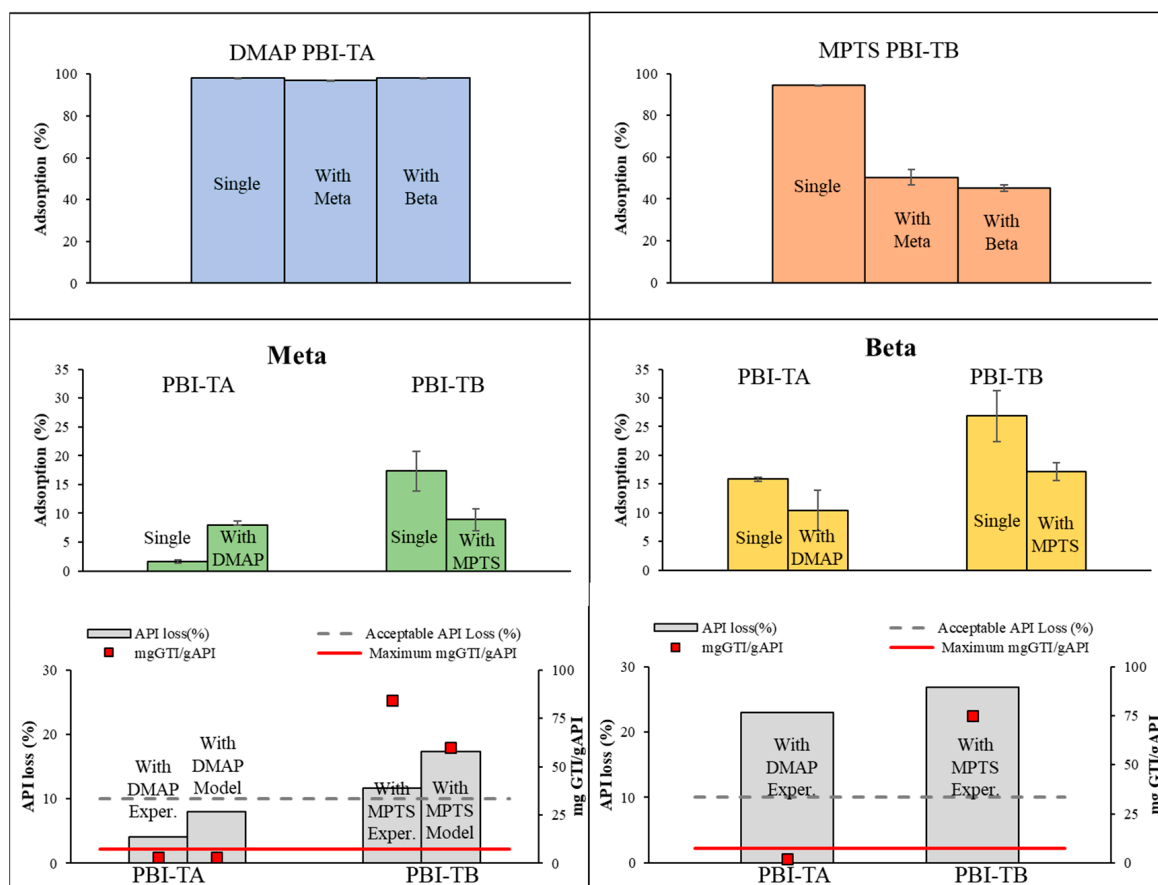 DMAP PBI-TA
100
80
60
40
20
0
Adsorption (%)
Single
With
Meta
With
Beta
MPTS PBI-TB
100
80
60
40
20
0
Adsorption (%)
Single
With
Meta
With
Beta
Meta
PBI-TA
PBI-TB
35
30
25
20
15
10
5
0
Adsorption (%)
Single
With
DMAP
Single
With
MPTS
Beta
PBI-TA
PBI-TB
35
30
25
20
15
10
5
0
Adsorption (%)
Single
With
DMAP
Single
With
MPTS
API loss(%)
Acceptable API Loss (%)
mgGTI/gAPI
Maximum mgGTI/gAPI
30
20
10
0
API loss (%)
With
DMAP
Exper.
With
DMAP
Model
With
MPTS
Exper.
With
MPTS
Model
100
75
50
25
0
mg GTI/gAPI
PBI-TA
PBI-TB
API loss(%)
Acceptable API Loss (%)
mgGTI/gAPI
Maximum mgGTI/gAPI
30
20
10
0
API loss (%)
With
DMAP
Exper.
With
MPTS
Exper.
100
75
50
25
0
mg GTI/gAPI
PBI-TA
PBI-TB